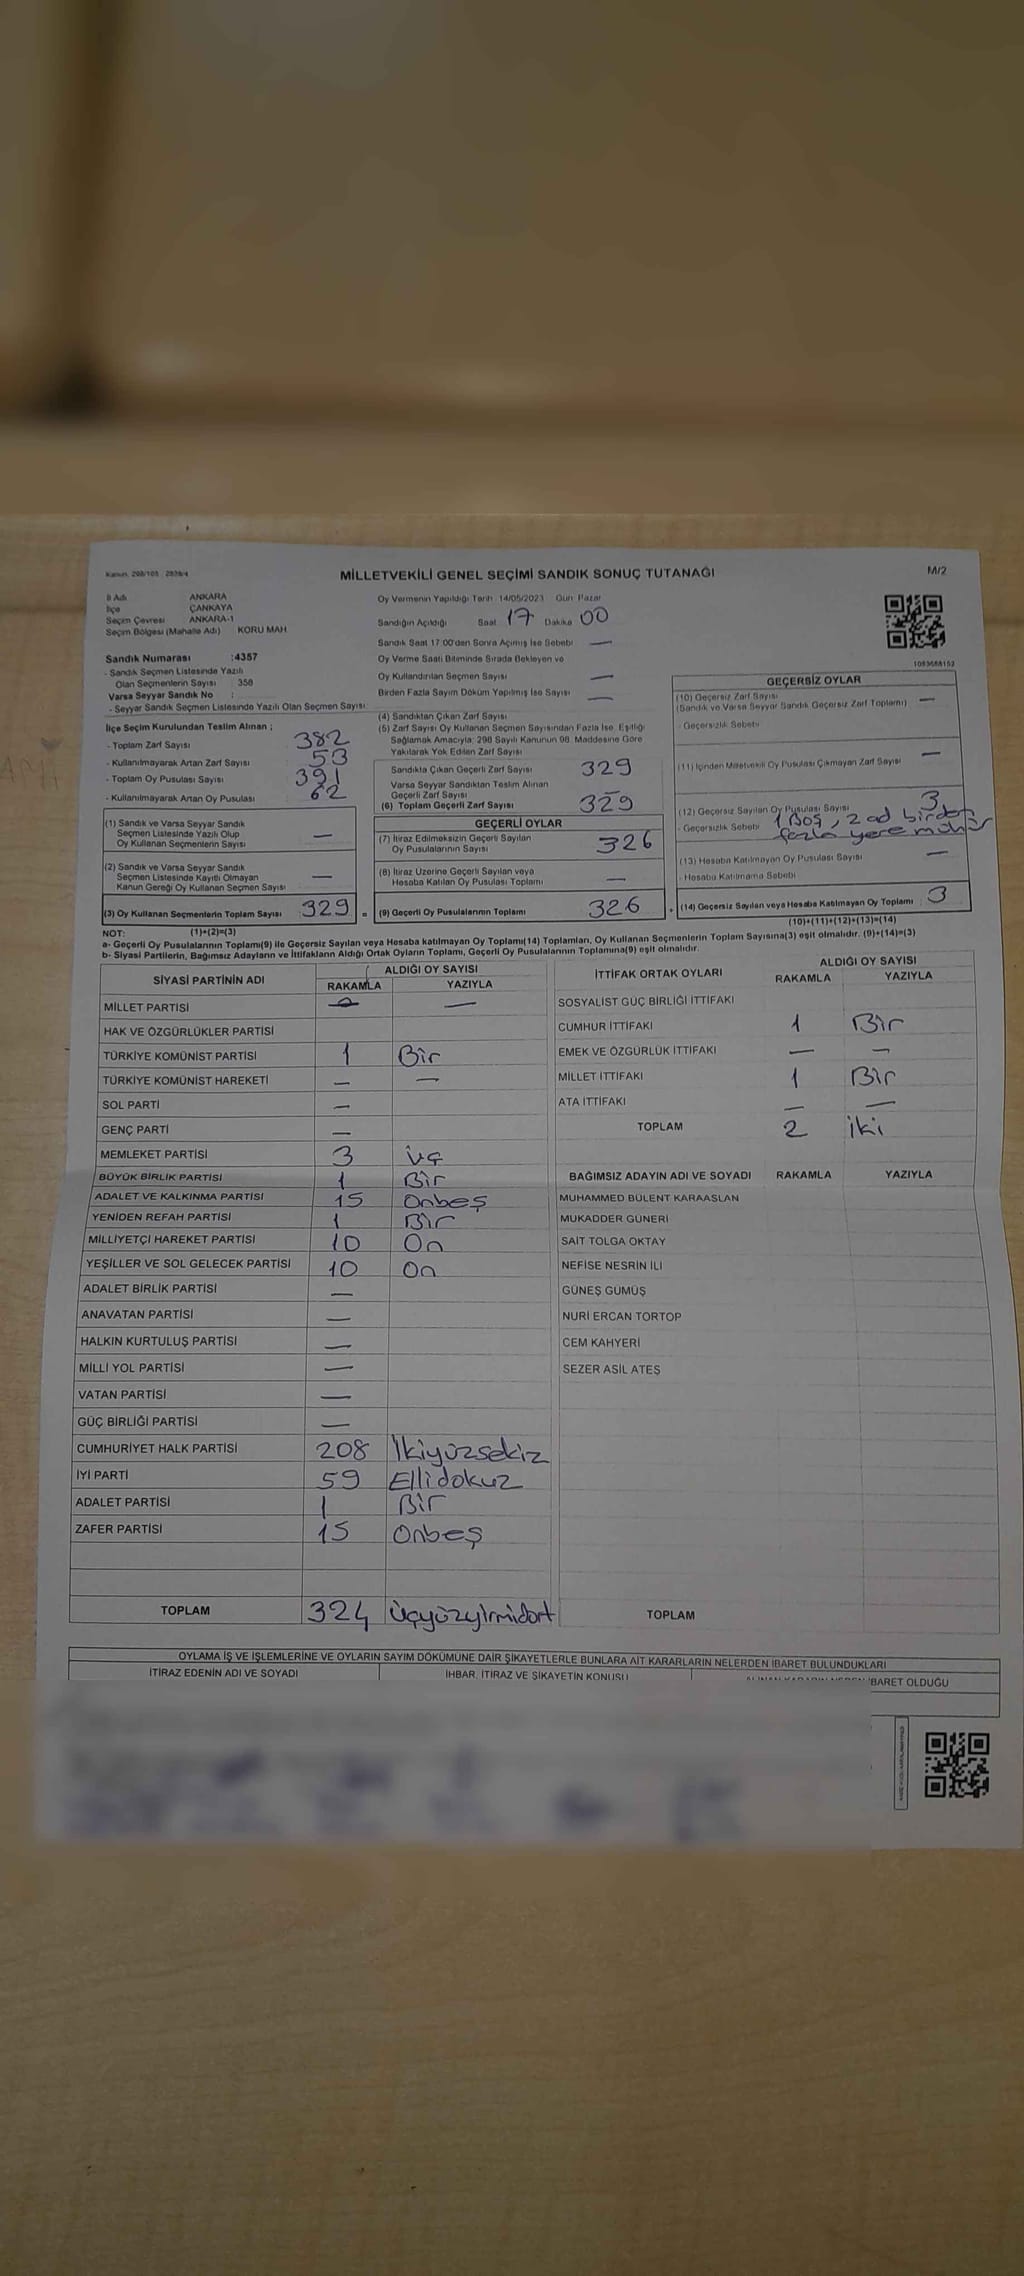 Kanun: 298/105 2839/4
MİLLETVEKİLİ GENEL SEÇİMİ SANDIK SONUÇ TUTANAĞI
M/2
İl Adı ANKARA
İlçe ÇANKAYA
Seçim Çevresi ANKARA-1
Seçim Bölgesi (Mahalle Adı) KORU MAH
Sandık Numarası :4357
- Sandık Seçmen Listesinde Yazılı
Olan Seçmenlerin Sayısı : 358
Varsa Seyyar Sandık No :
- Seyyar Sandık Seçmen Listesinde Yazılı Olan Seçmen Sayısı:
İlçe Seçim Kurulundan Teslim Alınan ;
- Toplam Zarf Sayısı 382
- Kullanılmayarak Artan Zarf Sayısı 53
- Toplam Oy Pusulası Sayısı 391
- Kullanılmayarak Artan Oy Pusulası 62
(1) Sandık ve Varsa Seyyar Sandık
Seçmen Listesinde Yazılı Olup
Oy Kullanan Seçmenlerin Sayısı —
(2) Sandık ve Varsa Seyyar Sandık
Seçmen Listesinde Kayıtlı Olmayan
Kanun Gereği Oy Kullanan Seçmen Sayısı —
(3) Oy Kullanan Seçmenlerin Toplam Sayısı 329 =
(1)+(2)=(3)
Oy Vermenin Yapıldığı Tarih 14/05/2023 Gün: Pazar
Sandığın Açıldığı Saat 17 Dakika 00
Sandık Saat 17:00'den Sonra Açılmış İse Sebebi —
Oy Verme Saati Bitiminde Sırada Bekleyen ve
Oy Kullandırılan Seçmen Sayısı —
Birden Fazla Sayım Döküm Yapılmış İse Sayısı —
(4) Sandıktan Çıkan Zarf Sayısı —
(5) Zarf Sayısı Oy Kullanan Seçmen Sayısından Fazla İse, Eşitliği
Sağlamak Amacıyla; 298 Sayılı Kanunun 98. Maddesine Göre
Yakılarak Yok Edilen Zarf Sayısı
Sandıkta Çıkan Geçerli Zarf Sayısı 329
Varsa Seyyar Sandıktan Teslim Alınan
Geçerli Zarf Sayısı
(6) Toplam Geçerli Zarf Sayısı 329
GEÇERLİ OYLAR
(7) İtiraz Edilmeksizin Geçerli Sayılan
Oy Pusulalarının Sayısı 326
(8) İtiraz Üzerine Geçerli Sayılan veya
Hesaba Katılan Oy Pusulası Toplamı —
(9) Geçerli Oy Pusulalarının Toplamı 326 +
1083688152
GEÇERSİZ OYLAR
(10) Geçersiz Zarf Sayısı —
(Sandık ve Varsa Seyyar Sandık Geçersiz Zarf Toplamı)
- Geçersizlik Sebebi
(11) İçinden Milletvekili Oy Pusulası Çıkmayan Zarf Sayısı —
(12) Geçersiz Sayılan Oy Pusulası Sayısı 3
- Geçersizlik Sebebi 1 Boş, 2 ad birden
fazla yere mühür
(13) Hesaba Katılmayan Oy Pusulası Sayısı —
- Hesaba Katılmama Sebebi
(14) Geçersiz Sayılan veya Hesaba Katılmayan Oy Toplamı 3
(10)+(11)+(12)+(13)=(14)
NOT:
a- Geçerli Oy Pusulalarının Toplamı(9) ile Geçersiz Sayılan veya Hesaba katılmayan Oy Toplamı(14) Toplamları, Oy Kullanan Seçmenlerin Toplam Sayısına(3) eşit olmalıdır. (9)+(14)=(3)
b- Siyasi Partilerin, Bağımsız Adayların ve İttifakların Aldığı Ortak Oyların Toplamı, Geçerli Oy Pusulalarının Toplamına(9) eşit olmalıdır.
SİYASİ PARTİNİN ADI ALDIĞI OY SAYISI
RAKAMLA YAZIYLA
MİLLET PARTİSİ — —
HAK VE ÖZGÜRLÜKLER PARTİSİ
TÜRKİYE KOMÜNİST PARTİSİ 1 Bir
TÜRKİYE KOMÜNİST HAREKETİ — —
SOL PARTİ —
GENÇ PARTİ —
MEMLEKET PARTİSİ 3 üç
BÜYÜK BİRLİK PARTİSİ 1 Bir
ADALET VE KALKINMA PARTİSİ 15 Onbeş
YENİDEN REFAH PARTİSİ 1 Bir
MİLLİYETÇİ HAREKET PARTİSİ 10 On
YEŞİLLER VE SOL GELECEK PARTİSİ 10 On
ADALET BİRLİK PARTİSİ —
ANAVATAN PARTİSİ —
HALKIN KURTULUŞ PARTİSİ —
MİLLİ YOL PARTİSİ —
VATAN PARTİSİ —
GÜÇ BİRLİĞİ PARTİSİ —
CUMHURİYET HALK PARTİSİ 208 İkiyüzsekiz
İYİ PARTİ 59 Ellidokuz
ADALET PARTİSİ 1 Bir
ZAFER PARTİSİ 15 Onbeş
TOPLAM 324 üçyüzyirmidört
İTTİFAK ORTAK OYLARI ALDIĞI OY SAYISI
RAKAMLA YAZIYLA
SOSYALİST GÜÇ BİRLİĞİ İTTİFAKI
CUMHUR İTTİFAKI 1 Bir
EMEK VE ÖZGÜRLÜK İTTİFAKI — —
MİLLET İTTİFAKI 1 Bir
ATA İTTİFAKI — —
TOPLAM 2 iki
BAĞIMSIZ ADAYIN ADI VE SOYADI RAKAMLA YAZIYLA
MUHAMMED BÜLENT KARAASLAN
MUKADDER GÜNERİ
SAİT TOLGA OKTAY
NEFİSE NESRİN İLİ
GÜNEŞ GÜMÜŞ
NURİ ERCAN TORTOP
CEM KAHYERİ
SEZER ASİL ATEŞ
TOPLAM
OYLAMA İŞ VE İŞLEMLERİNE VE OYLARIN SAYIM DÖKÜMÜNE DAİR ŞİKAYETLERLE BUNLARA AİT KARARLARIN NELERDEN İBARET BULUNDUKLARI
İTİRAZ EDENİN ADI VE SOYADI İHBAR, İTİRAZ VE ŞİKAYETİN KONUSU ALINAN KARARIN NEDEN İBARET OLDUĞU